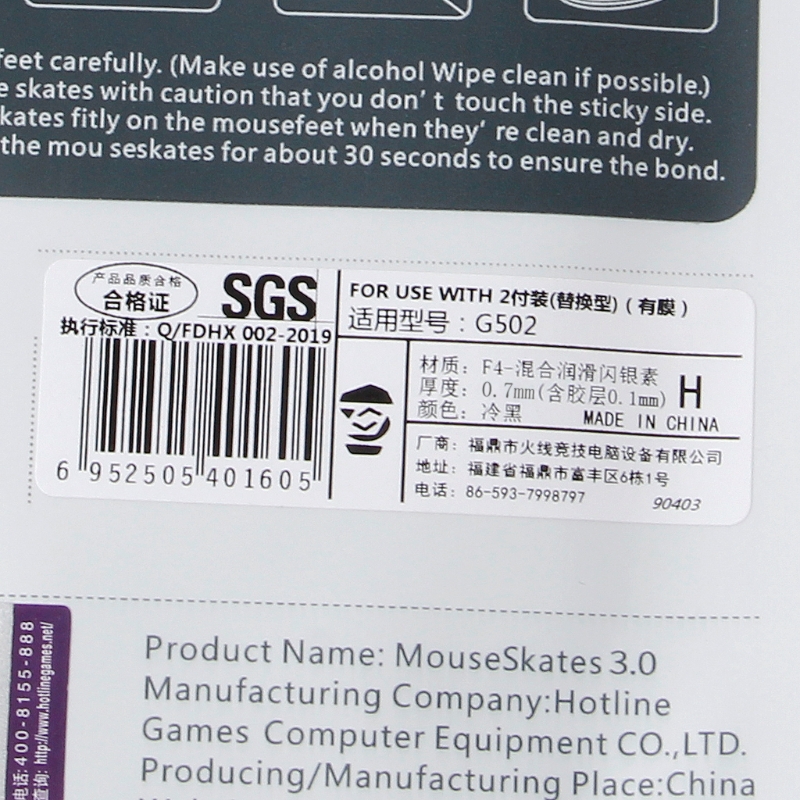 feet carefully. (Make use of alcohol Wipe clean if possible.)
e skates with caution that you don't touch the sticky side.
kates fitly on the mousefeet when they're clean and dry.
the mou seskates for about 30 seconds to ensure the bond.
产品品质合格
合格证
SGS
执行标准：Q/FDHX 002-2019
6 952505 401605
FOR USE WITH 2付装(替换型)（有膜）
适用型号：G502
材质：F4-混合润滑闪银素
厚度：0.7mm(含胶层0.1mm)
H
颜色：冷黑 MADE IN CHINA
厂商：福鼎市火线竞技电脑设备有限公司
地址：福建省福鼎市富丰区6栋1号
电话：86-593-7998797
90403
电话:400-8155-888
查询: http://www.hotlinegames.net/
Product Name: MouseSkates 3.0
Manufacturing Company:Hotline
Games Computer Equipment CO.,LTD.
Producing/Manufacturing Place:China